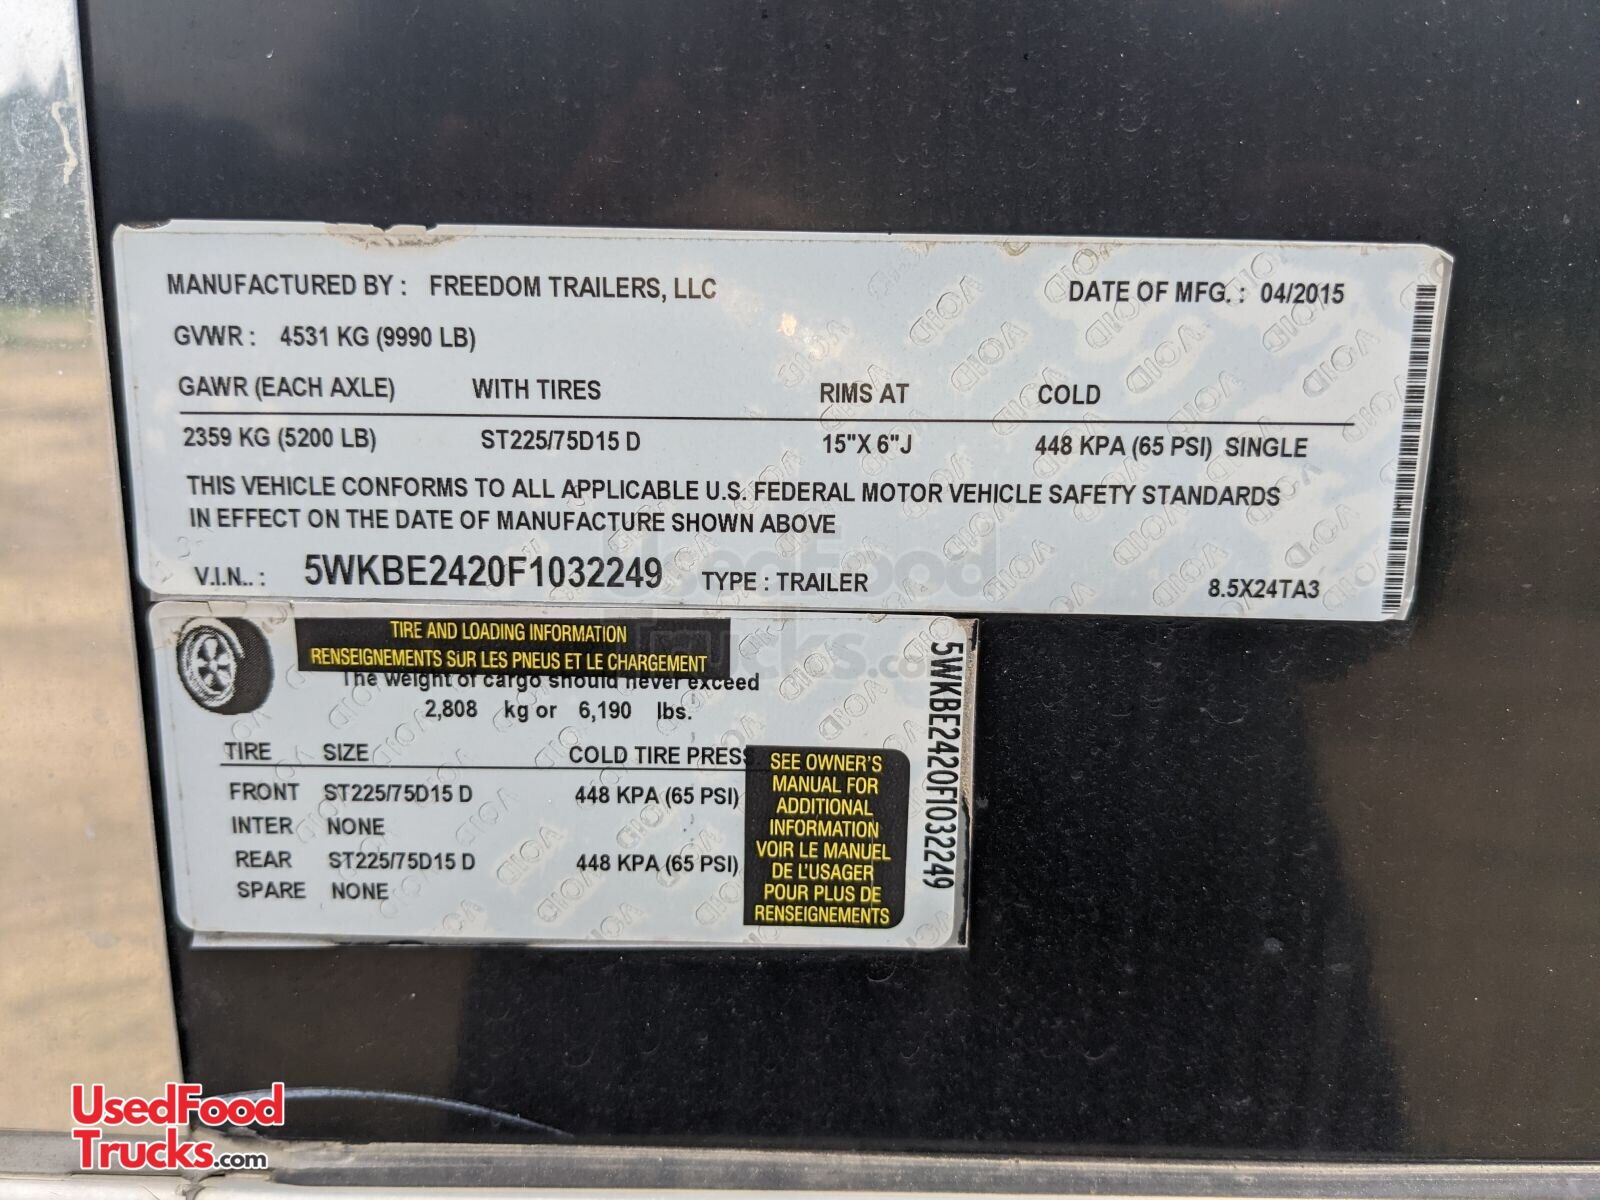 MANUFACTURED BY : FREEDOM TRAILERS, LLC DATE OF MFG. : 04/2015
GVWR : 4531 KG (9990 LB)
GAWR (EACH AXLE) WITH TIRES RIMS AT COLD
2359 KG (5200 LB) ST225/75D15 D 15"X 6"J 448 KPA (65 PSI) SINGLE
THIS VEHICLE CONFORMS TO ALL APPLICABLE U.S. FEDERAL MOTOR VEHICLE SAFETY STANDARDS
IN EFFECT ON THE DATE OF MANUFACTURE SHOWN ABOVE
V.I.N.. : 5WKBE2420F1032249 TYPE : TRAILER 8.5X24TA3
TIRE AND LOADING INFORMATION
RENSEIGNEMENTS SUR LES PNEUS ET LE CHARGEMENT
The weight of cargo should never exceed
2,808 kg or 6,190 lbs.
TIRE SIZE COLD TIRE PRESS
FRONT ST225/75D15 D 448 KPA (65 PSI)
INTER NONE
REAR ST225/75D15 D 448 KPA (65 PSI)
SPARE NONE
SEE OWNER'S
MANUAL FOR
ADDITIONAL
INFORMATION
VOIR LE MANUEL
DE L'USAGER
POUR PLUS DE
RENSEIGNEMENTS
5WKBE2420F1032249
UsedFood
Trucks.com
UsedFood
Trucks.com